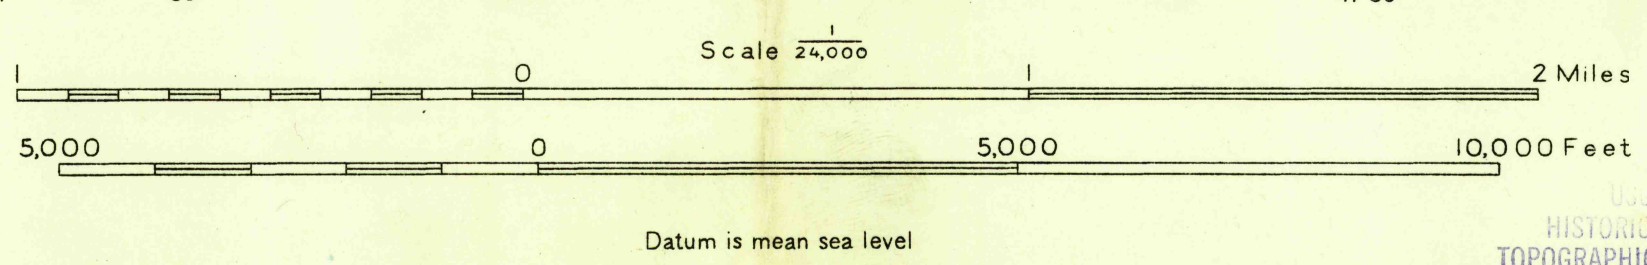 Scale 1/24,000
1 0 1 2 Miles
5,000 0 5,000 10,000 Feet
Datum is mean sea level
HISTORIC
TOPOGRAPHIC